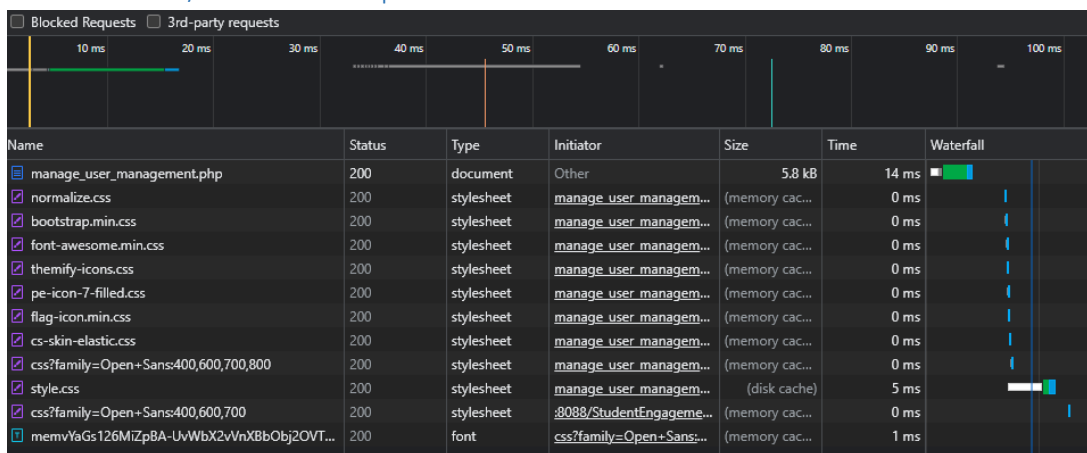 Blocked Requests 3rd-party requests
10 ms 20 ms 30 ms 40 ms 50 ms 60 ms 70 ms 80 ms 90 ms 100 ms
Name Status Type Initiator Size Time Waterfall
manage_user_management.php 200 document Other 5.8 kB 14 ms
normalize.css 200 stylesheet manage_user_managem... (memory cac... 0 ms
bootstrap.min.css 200 stylesheet manage_user_managem... (memory cac... 0 ms
font-awesome.min.css 200 stylesheet manage_user_managem... (memory cac... 0 ms
themify-icons.css 200 stylesheet manage_user_managem... (memory cac... 0 ms
pe-icon-7-filled.css 200 stylesheet manage_user_managem... (memory cac... 0 ms
flag-icon.min.css 200 stylesheet manage_user_managem... (memory cac... 0 ms
cs-skin-elastic.css 200 stylesheet manage_user_managem... (memory cac... 0 ms
css?family=Open+Sans:400,600,700,800 200 stylesheet manage_user_managem... (memory cac... 0 ms
style.css 200 stylesheet manage_user_managem... (disk cache) 5 ms
css?family=Open+Sans:400,600,700 200 stylesheet :8088/StudentEngageme... (memory cac... 0 ms
memvYaGs126MiZpBA-UvWbX2vVnXBbObj2OVT... 200 font css?family=Open+Sans:... (memory cac... 1 ms